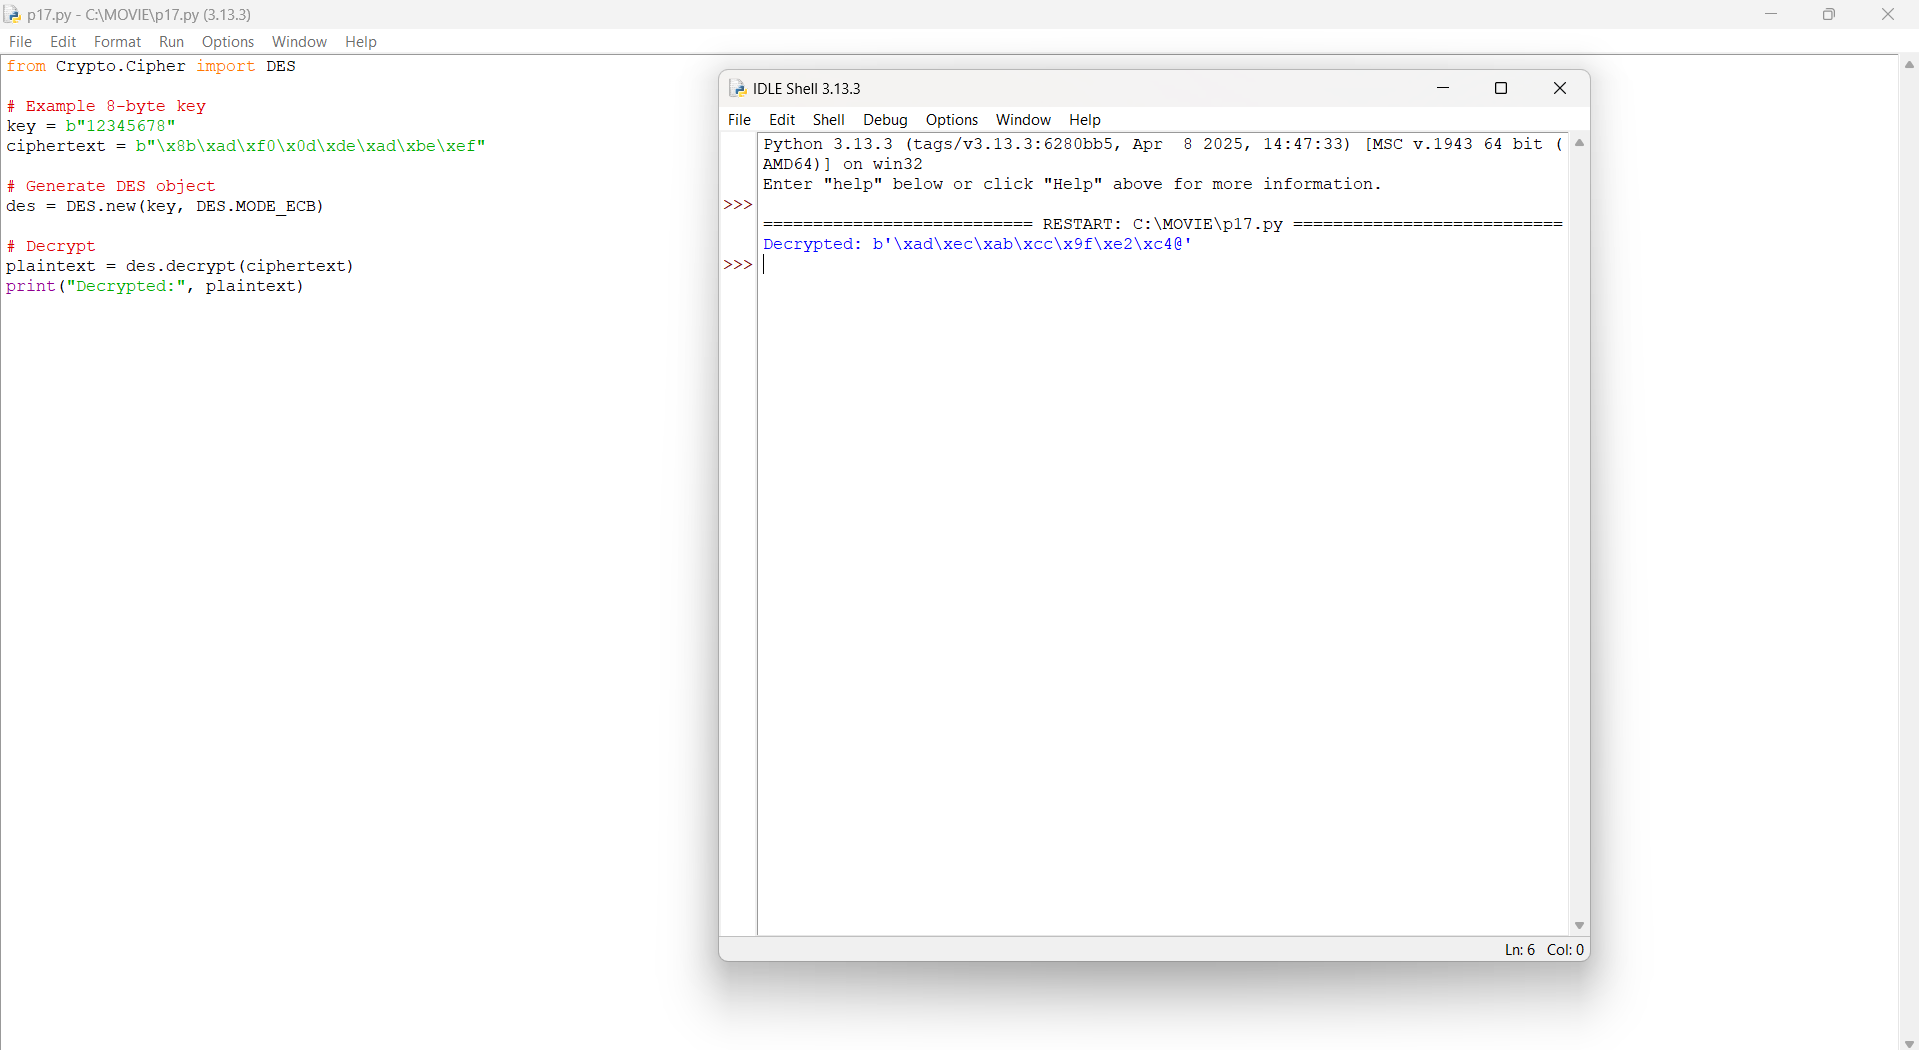 p17.py - C:\MOVIE\p17.py (3.13.3)
File Edit Format Run Options Window Help
from Crypto.Cipher import DES
# Example 8-byte key
key = b"12345678"
ciphertext = b"\x8b\xad\xf0\x0d\xde\xad\xbe\xef"
# Generate DES object
des = DES.new(key, DES.MODE_ECB)
# Decrypt
plaintext = des.decrypt(ciphertext)
print("Decrypted:", plaintext)
IDLE Shell 3.13.3
File Edit Shell Debug Options Window Help
Python 3.13.3 (tags/v3.13.3:6280bb5, Apr  8 2025, 14:47:33) [MSC v.1943 64 bit (
AMD64)] on win32
Enter "help" below or click "Help" above for more information.
>>>
=========================== RESTART: C:\MOVIE\p17.py ===========================
Decrypted: b'\xad\xec\xab\xcc\x9f\xe2\xc4@'
>>>
Ln: 6 Col: 0